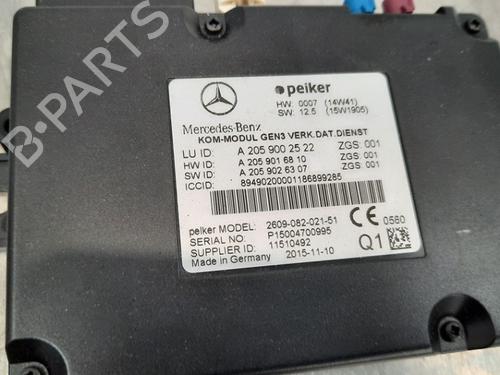 peiker
HW: 0007 (14W41)
SW: 12.5 (15W1905)
Mercedes-Benz
KOM-MODUL GEN3 VERK.DAT.DIENST
LU ID: A 205 900 25 22 ZGS: 001
HW ID: A 205 901 68 10 ZGS: 001
SW ID: A 205 902 63 07 ZGS: 001
ICCID: 89490200001186899285
peiker MODEL: 2609-082-021-51
SERIAL NO: P15004700995
SUPPLIER ID: 11510492
Made in Germany 2015-11-10
CE 0560
Q1
B-PARTS